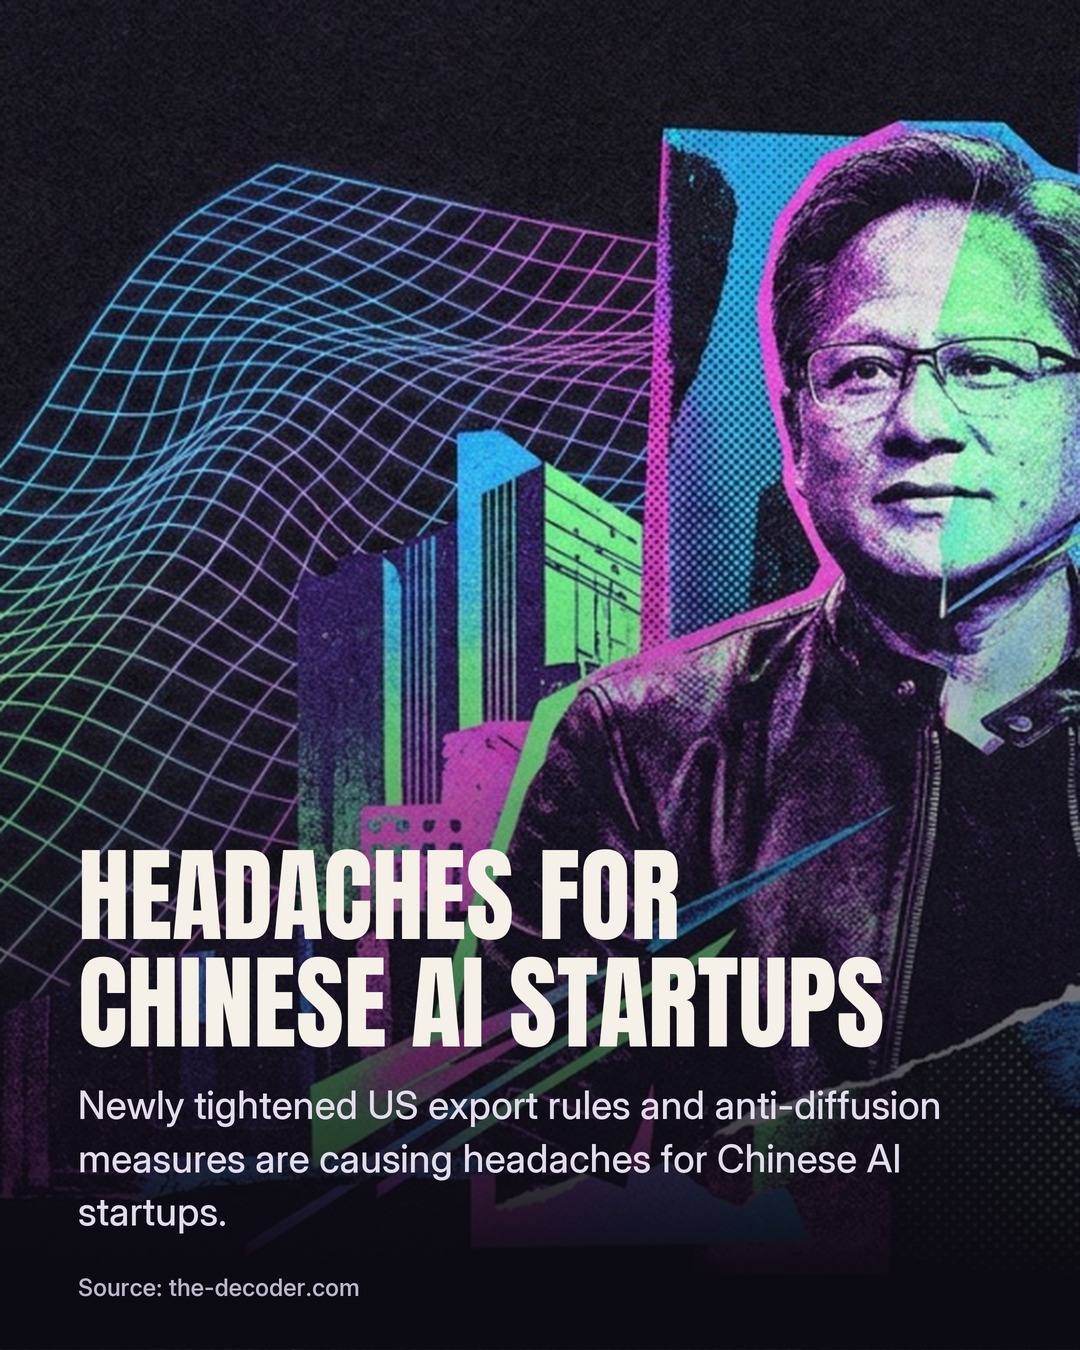 HEADACHES FOR
CHINESE AI STARTUPS
Newly tightened US export rules and anti-diffusion
measures are causing headaches for Chinese AI
startups.
Source: the-decoder.com